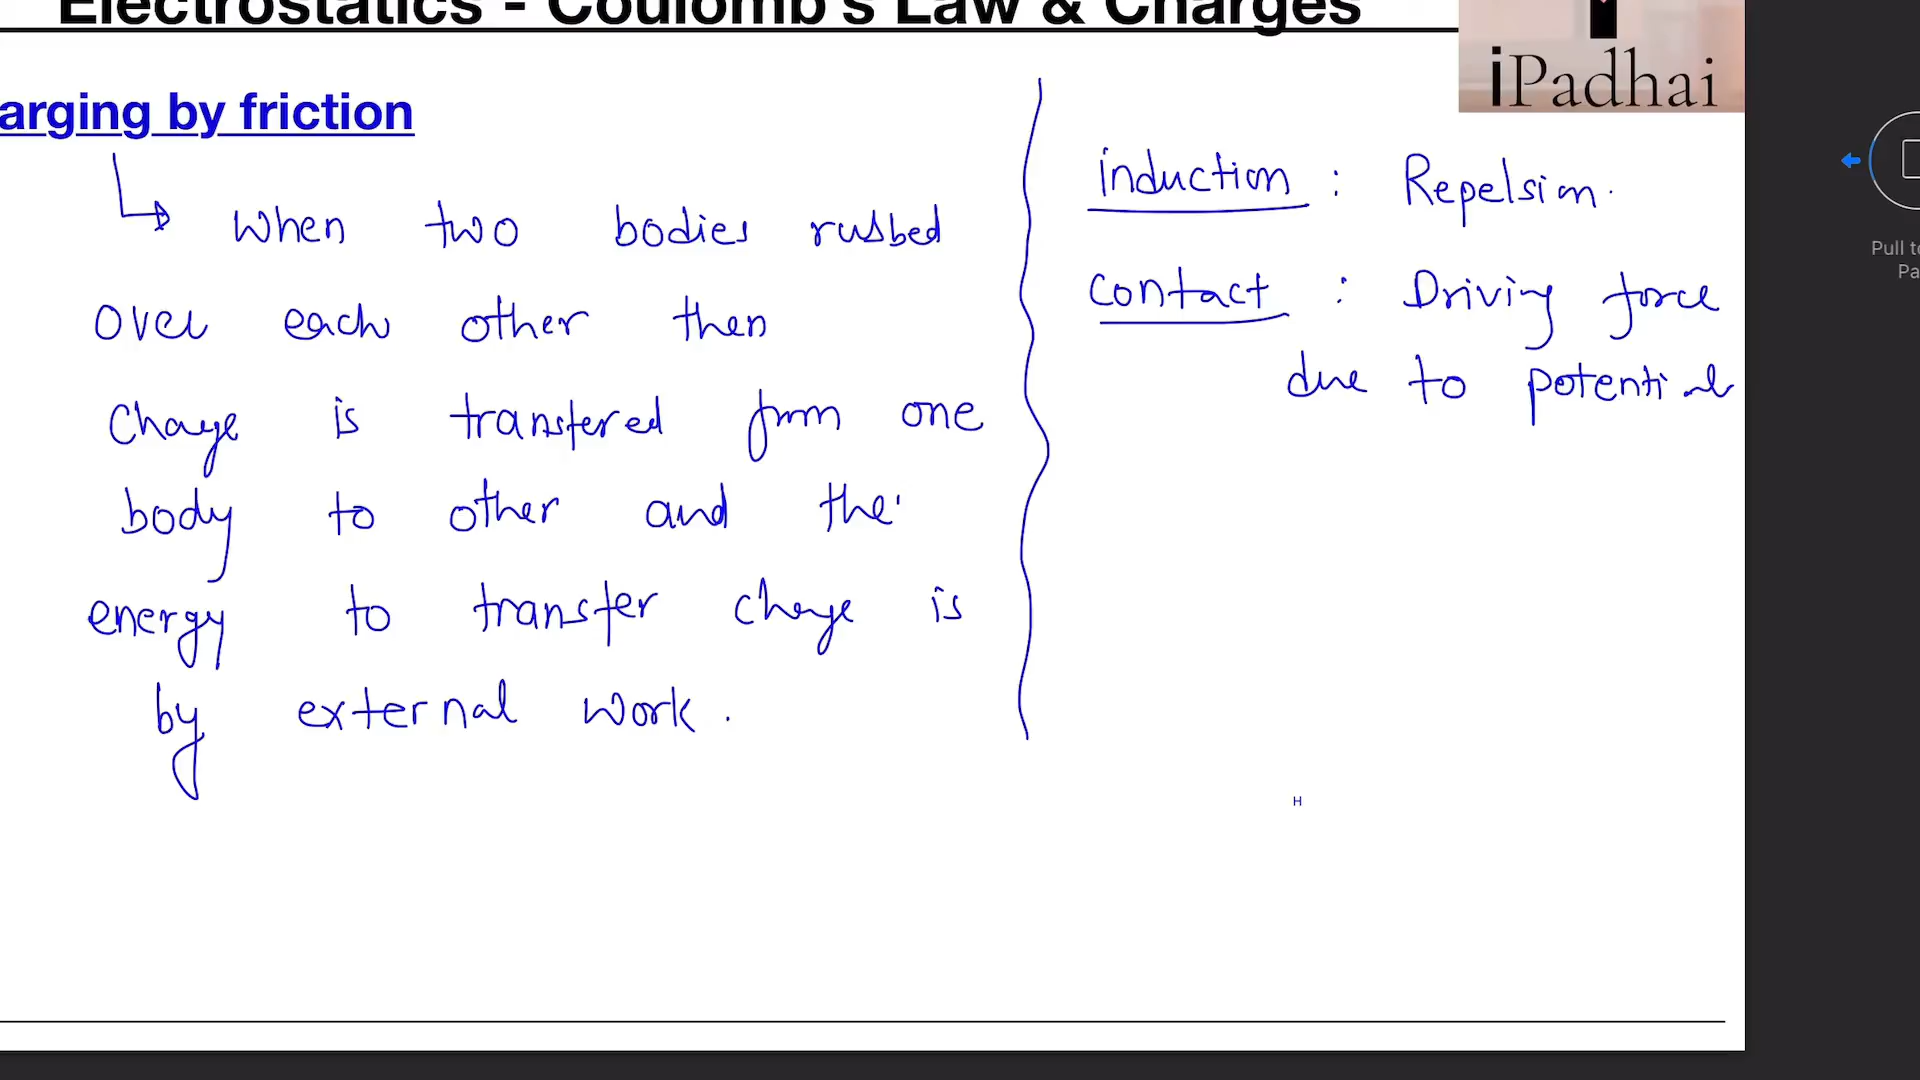 Electrostatics - Coulomb's Law & Charges
iPadhai
arging by friction
When two bodies rubbed
over each other then
charge is transfered from one
body to other and the
energy to transfer charge is
by external work.
induction : Repelsion.
contact : Driving force
due to potential
Pull to
Pa
H